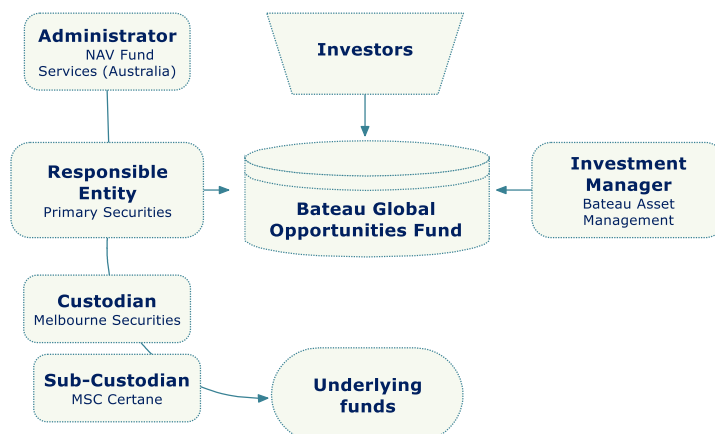 Administrator
NAV Fund
Services (Australia)
Investors
Responsible
Entity
Primary Securities
Bateau Global
Opportunities Fund
Investment
Manager
Bateau Asset
Management
Custodian
Melbourne Securities
Sub-Custodian
MSC Certane
Underlying
funds